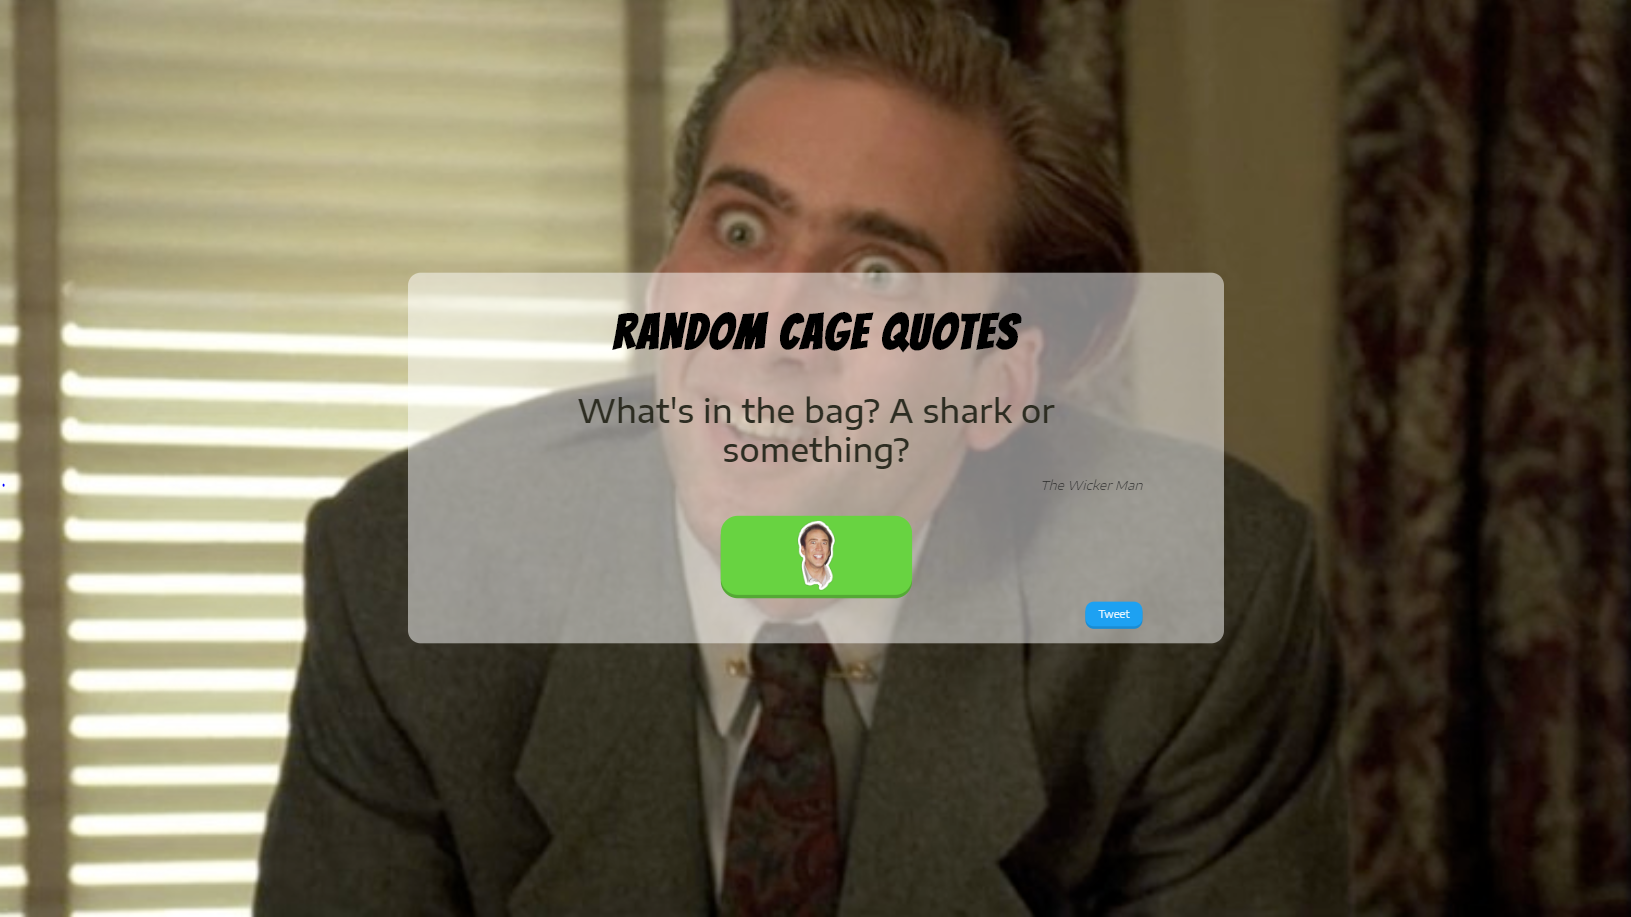 RANDOM CAGE QUOTES
What's in the bag? A shark or
something?
The Wicker Man
Tweet